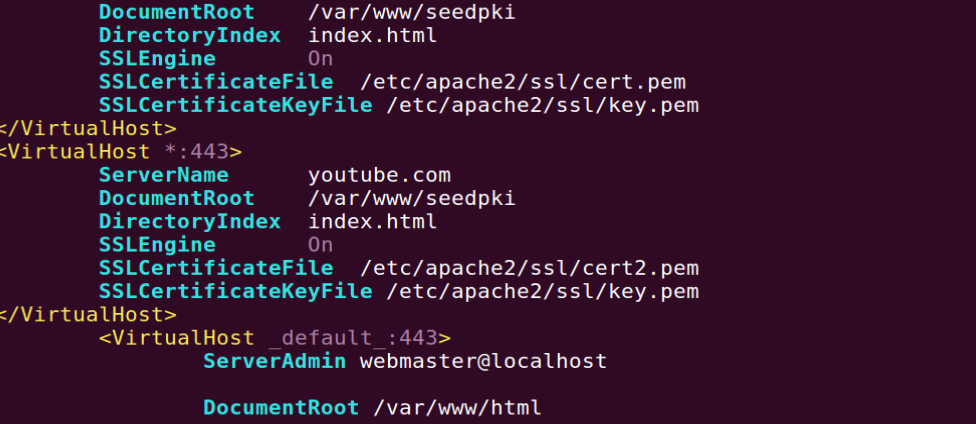 DocumentRoot /var/www/seedpki
DirectoryIndex index.html
SSLEngine On
SSLCertificateFile /etc/apache2/ssl/cert.pem
SSLCertificateKeyFile /etc/apache2/ssl/key.pem
</VirtualHost>
<VirtualHost *:443>
ServerName youtube.com
DocumentRoot /var/www/seedpki
DirectoryIndex index.html
SSLEngine On
SSLCertificateFile /etc/apache2/ssl/cert2.pem
SSLCertificateKeyFile /etc/apache2/ssl/key.pem
</VirtualHost>
<VirtualHost _default_:443>
ServerAdmin webmaster@localhost
DocumentRoot /var/www/html